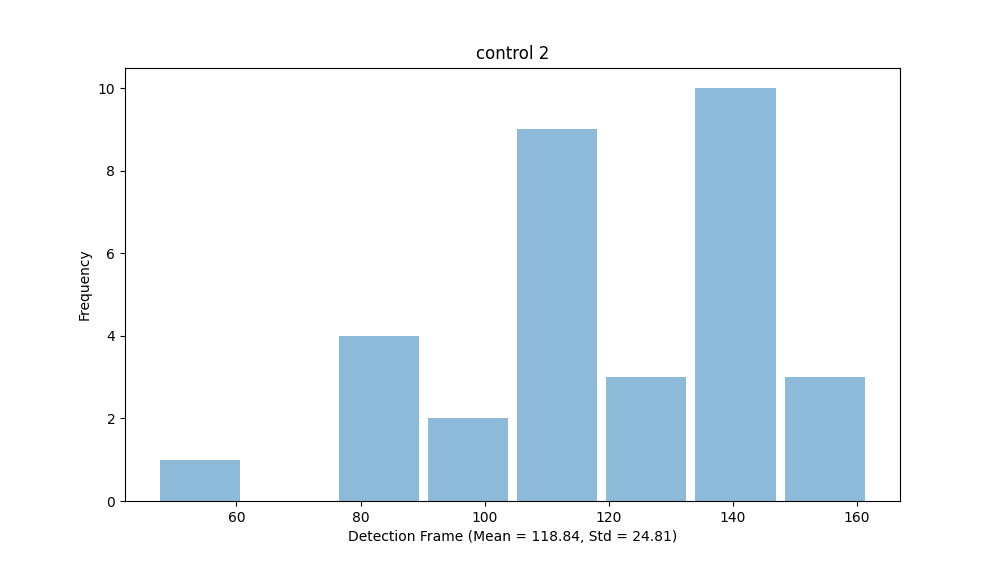 control 2
10
8
6
4
2
0
Frequency
60 80 100 120 140 160
Detection Frame (Mean = 118.84, Std = 24.81)